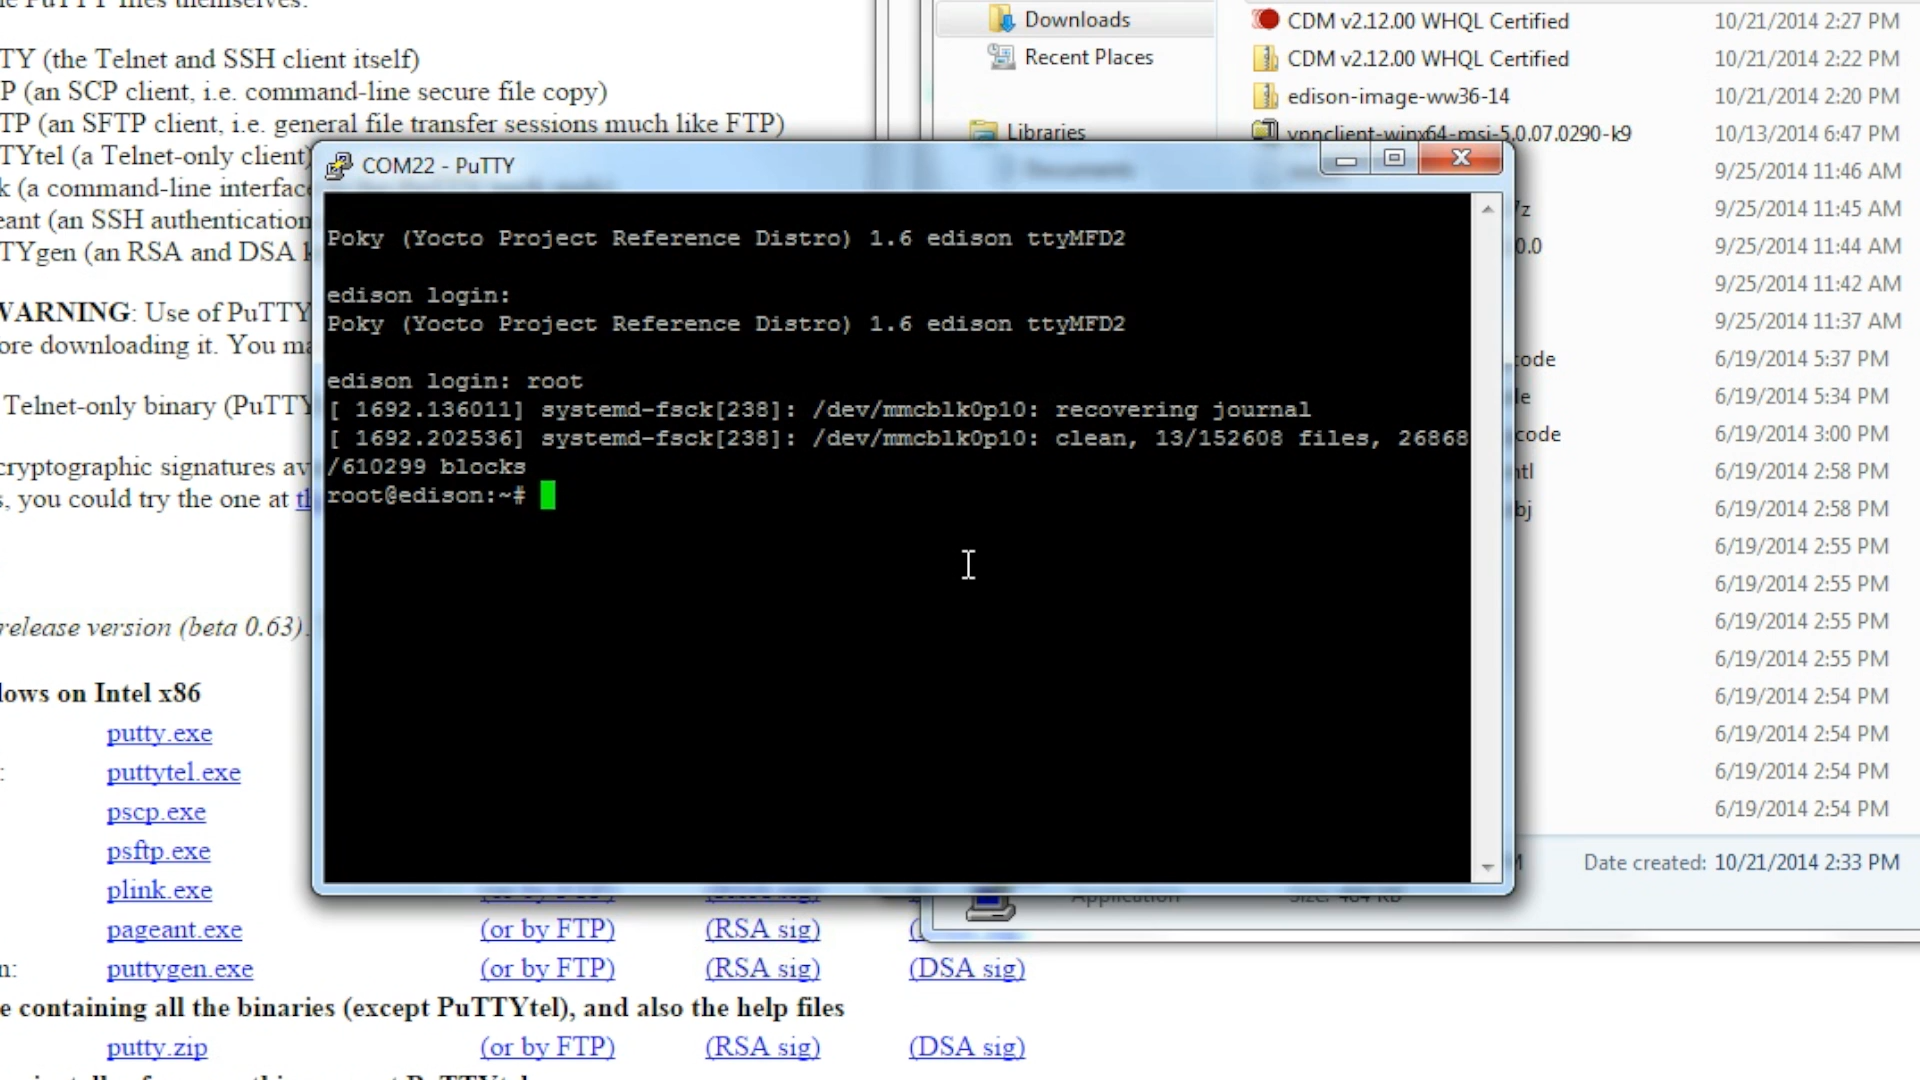 TY (the Telnet and SSH client itself)
P (an SCP client, i.e. command-line secure file copy)
TP (an SFTP client, i.e. general file transfer sessions much like FTP)
TYtel (a Telnet-only client)
k (a command-line interface
eant (an SSH authentication
TYgen (an RSA and DSA k
WARNING: Use of PuTTY
ore downloading it. You ma
Telnet-only binary (PuTTY
cryptographic signatures av
s, you could try the one at th
release version (beta 0.63).
lows on Intel x86
putty.exe
: puttytel.exe
pscp.exe
psftp.exe
plink.exe
pageant.exe (or by FTP) (RSA sig)
n: puttygen.exe (or by FTP) (RSA sig) (DSA sig)
e containing all the binaries (except PuTTYtel), and also the help files
putty.zip (or by FTP) (RSA sig) (DSA sig)
COM22 - PuTTY
Poky (Yocto Project Reference Distro) 1.6 edison ttyMFD2
edison login:
Poky (Yocto Project Reference Distro) 1.6 edison ttyMFD2
edison login: root
[ 1692.136011] systemd-fsck[238]: /dev/mmcblk0p10: recovering journal
[ 1692.202536] systemd-fsck[238]: /dev/mmcblk0p10: clean, 13/152608 files, 26868
/610299 blocks
root@edison:~#
Downloads
Recent Places
Libraries
Documents
CDM v2.12.00 WHQL Certified 10/21/2014 2:27 PM
CDM v2.12.00 WHQL Certified 10/21/2014 2:22 PM
edison-image-ww36-14 10/21/2014 2:20 PM
vpnclient-winx64-msi-5.0.07.0290-k9 10/13/2014 6:47 PM
9/25/2014 11:46 AM
7z 9/25/2014 11:45 AM
0.0 9/25/2014 11:44 AM
9/25/2014 11:42 AM
9/25/2014 11:37 AM
code 6/19/2014 5:37 PM
le 6/19/2014 5:34 PM
code 6/19/2014 3:00 PM
tl 6/19/2014 2:58 PM
bj 6/19/2014 2:58 PM
6/19/2014 2:55 PM
6/19/2014 2:55 PM
6/19/2014 2:55 PM
6/19/2014 2:55 PM
6/19/2014 2:54 PM
6/19/2014 2:54 PM
6/19/2014 2:54 PM
6/19/2014 2:54 PM
Date created: 10/21/2014 2:33 PM
Application Size: 484 KB